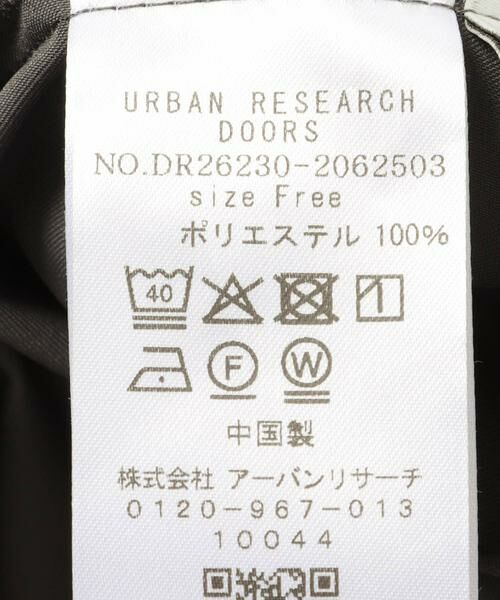 URBAN RESEARCH
DOORS
NO.DR26230-2062503
size Free
ポリエステル 100%
40
F W
中国製
株式会社 アーバンリサーチ
0120-967-013
10044